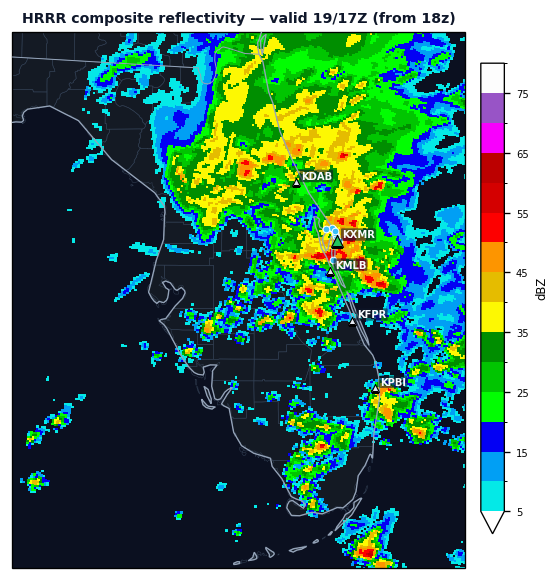 HRRR composite reflectivity — valid 19/17Z (from 18z)
KDAB
KXMR
KMLB
KFPR
KPBI
75
65
55
45
35
25
15
5
dBZ